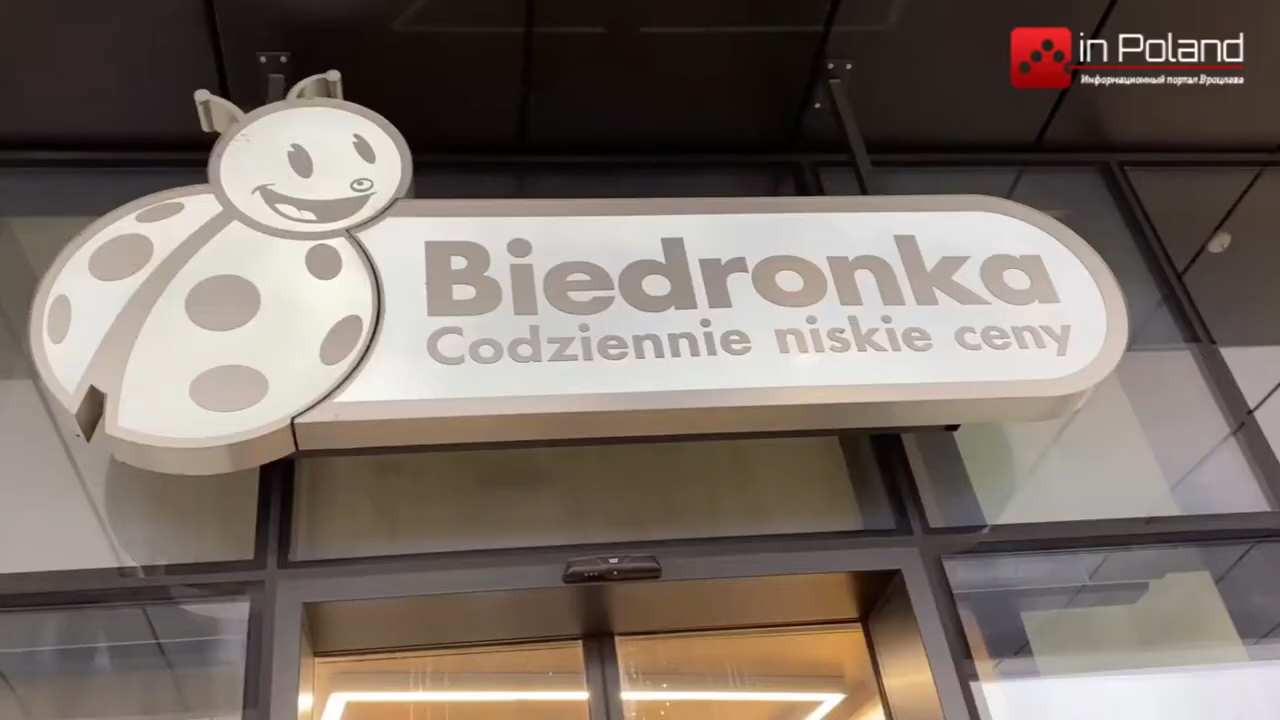 in Poland
Информационный портал Вроцлава
Biedronka
Codziennie niskie ceny